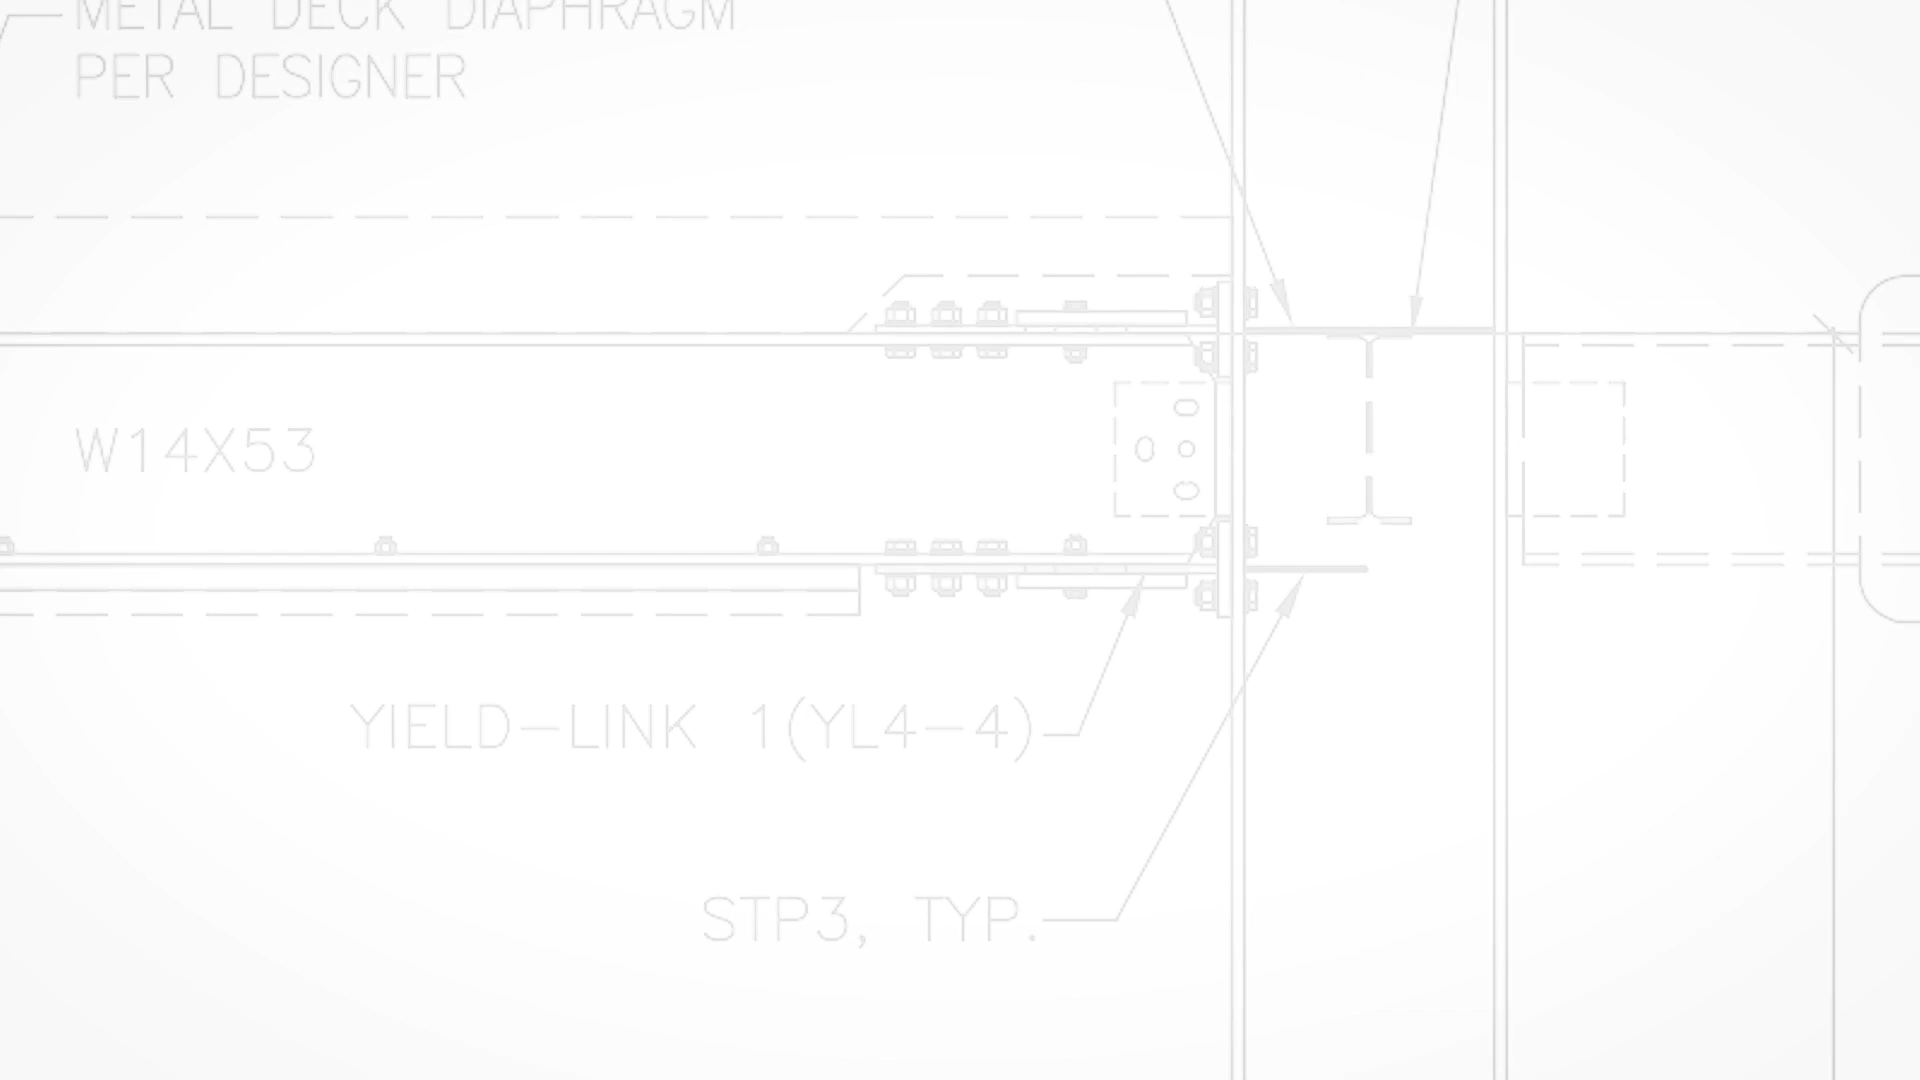 METAL DECK DIAPHRAGM
PER DESIGNER
W14X53
YIELD-LINK 1(YL4-4)
STP3, TYP.